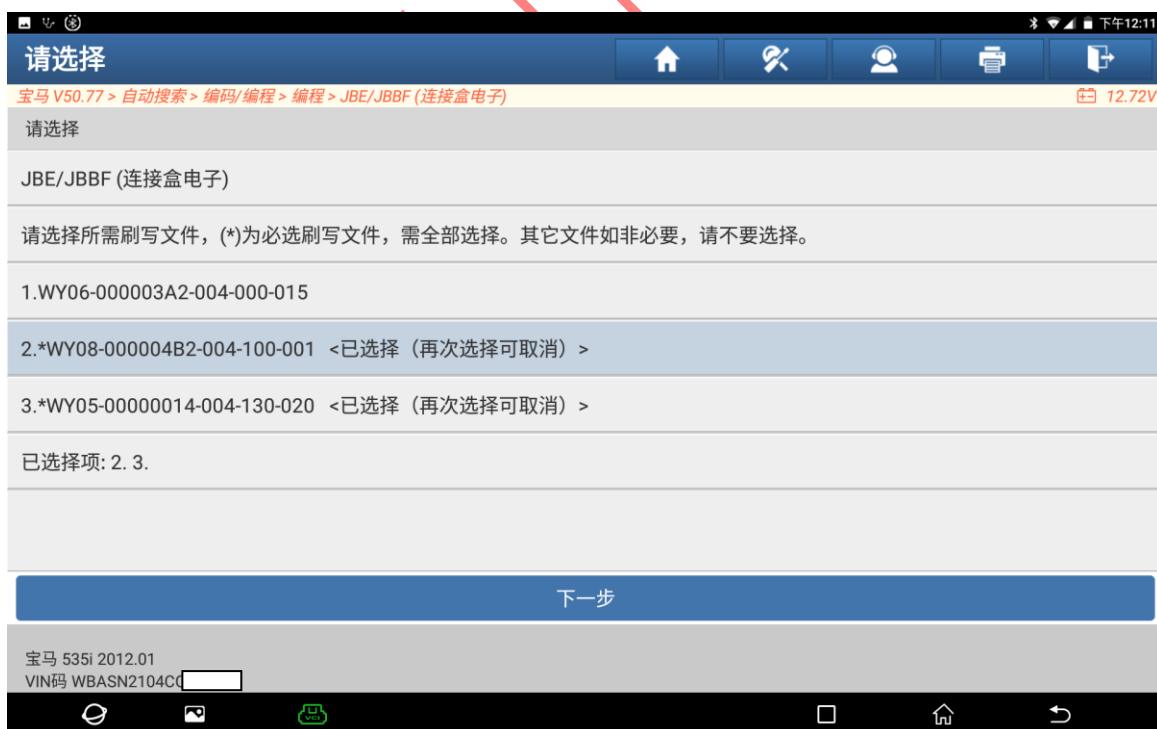 下午12:11
请选择
宝马 V50.77 > 自动搜索 > 编码/编程 > 编程 > JBE/JBBF (连接盒电子)
12.72V
请选择
JBE/JBBF (连接盒电子)
请选择所需刷写文件，(*)为必选刷写文件，需全部选择。其它文件如非必要，请不要选择。
1.WY06-000003A2-004-000-015
2.*WY08-000004B2-004-100-001 <已选择（再次选择可取消）>
3.*WY05-00000014-004-130-020 <已选择（再次选择可取消）>
已选择项: 2. 3.
下一步
宝马 535i 2012.01
VIN码 WBASN2104C
VCI